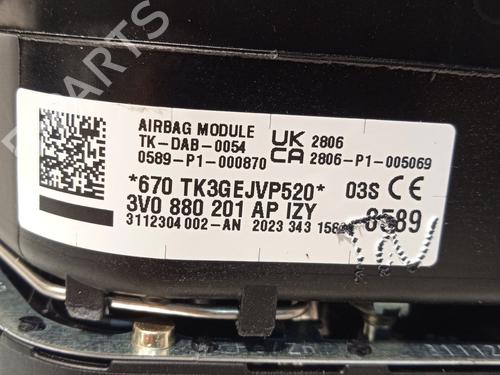 AIRBAG MODULE
TK-DAB-0054
0589-P1-000870
UK CA 2806
2806-P1-005069
*670 TK3GEJVP520* 03S CE
3V0 880 201 AP IZY 0589
3112304002-AN 2023 343